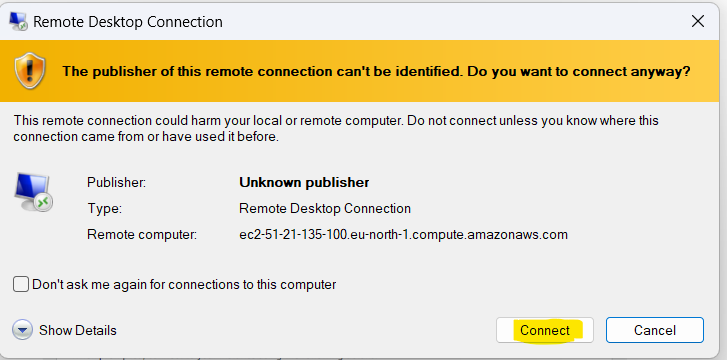 Remote Desktop Connection
The publisher of this remote connection can't be identified. Do you want to connect anyway?
This remote connection could harm your local or remote computer. Do not connect unless you know where this
connection came from or have used it before.
Publisher: Unknown publisher
Type: Remote Desktop Connection
Remote computer: ec2-51-21-135-100.eu-north-1.compute.amazonaws.com
Don't ask me again for connections to this computer
Show Details Connect Cancel